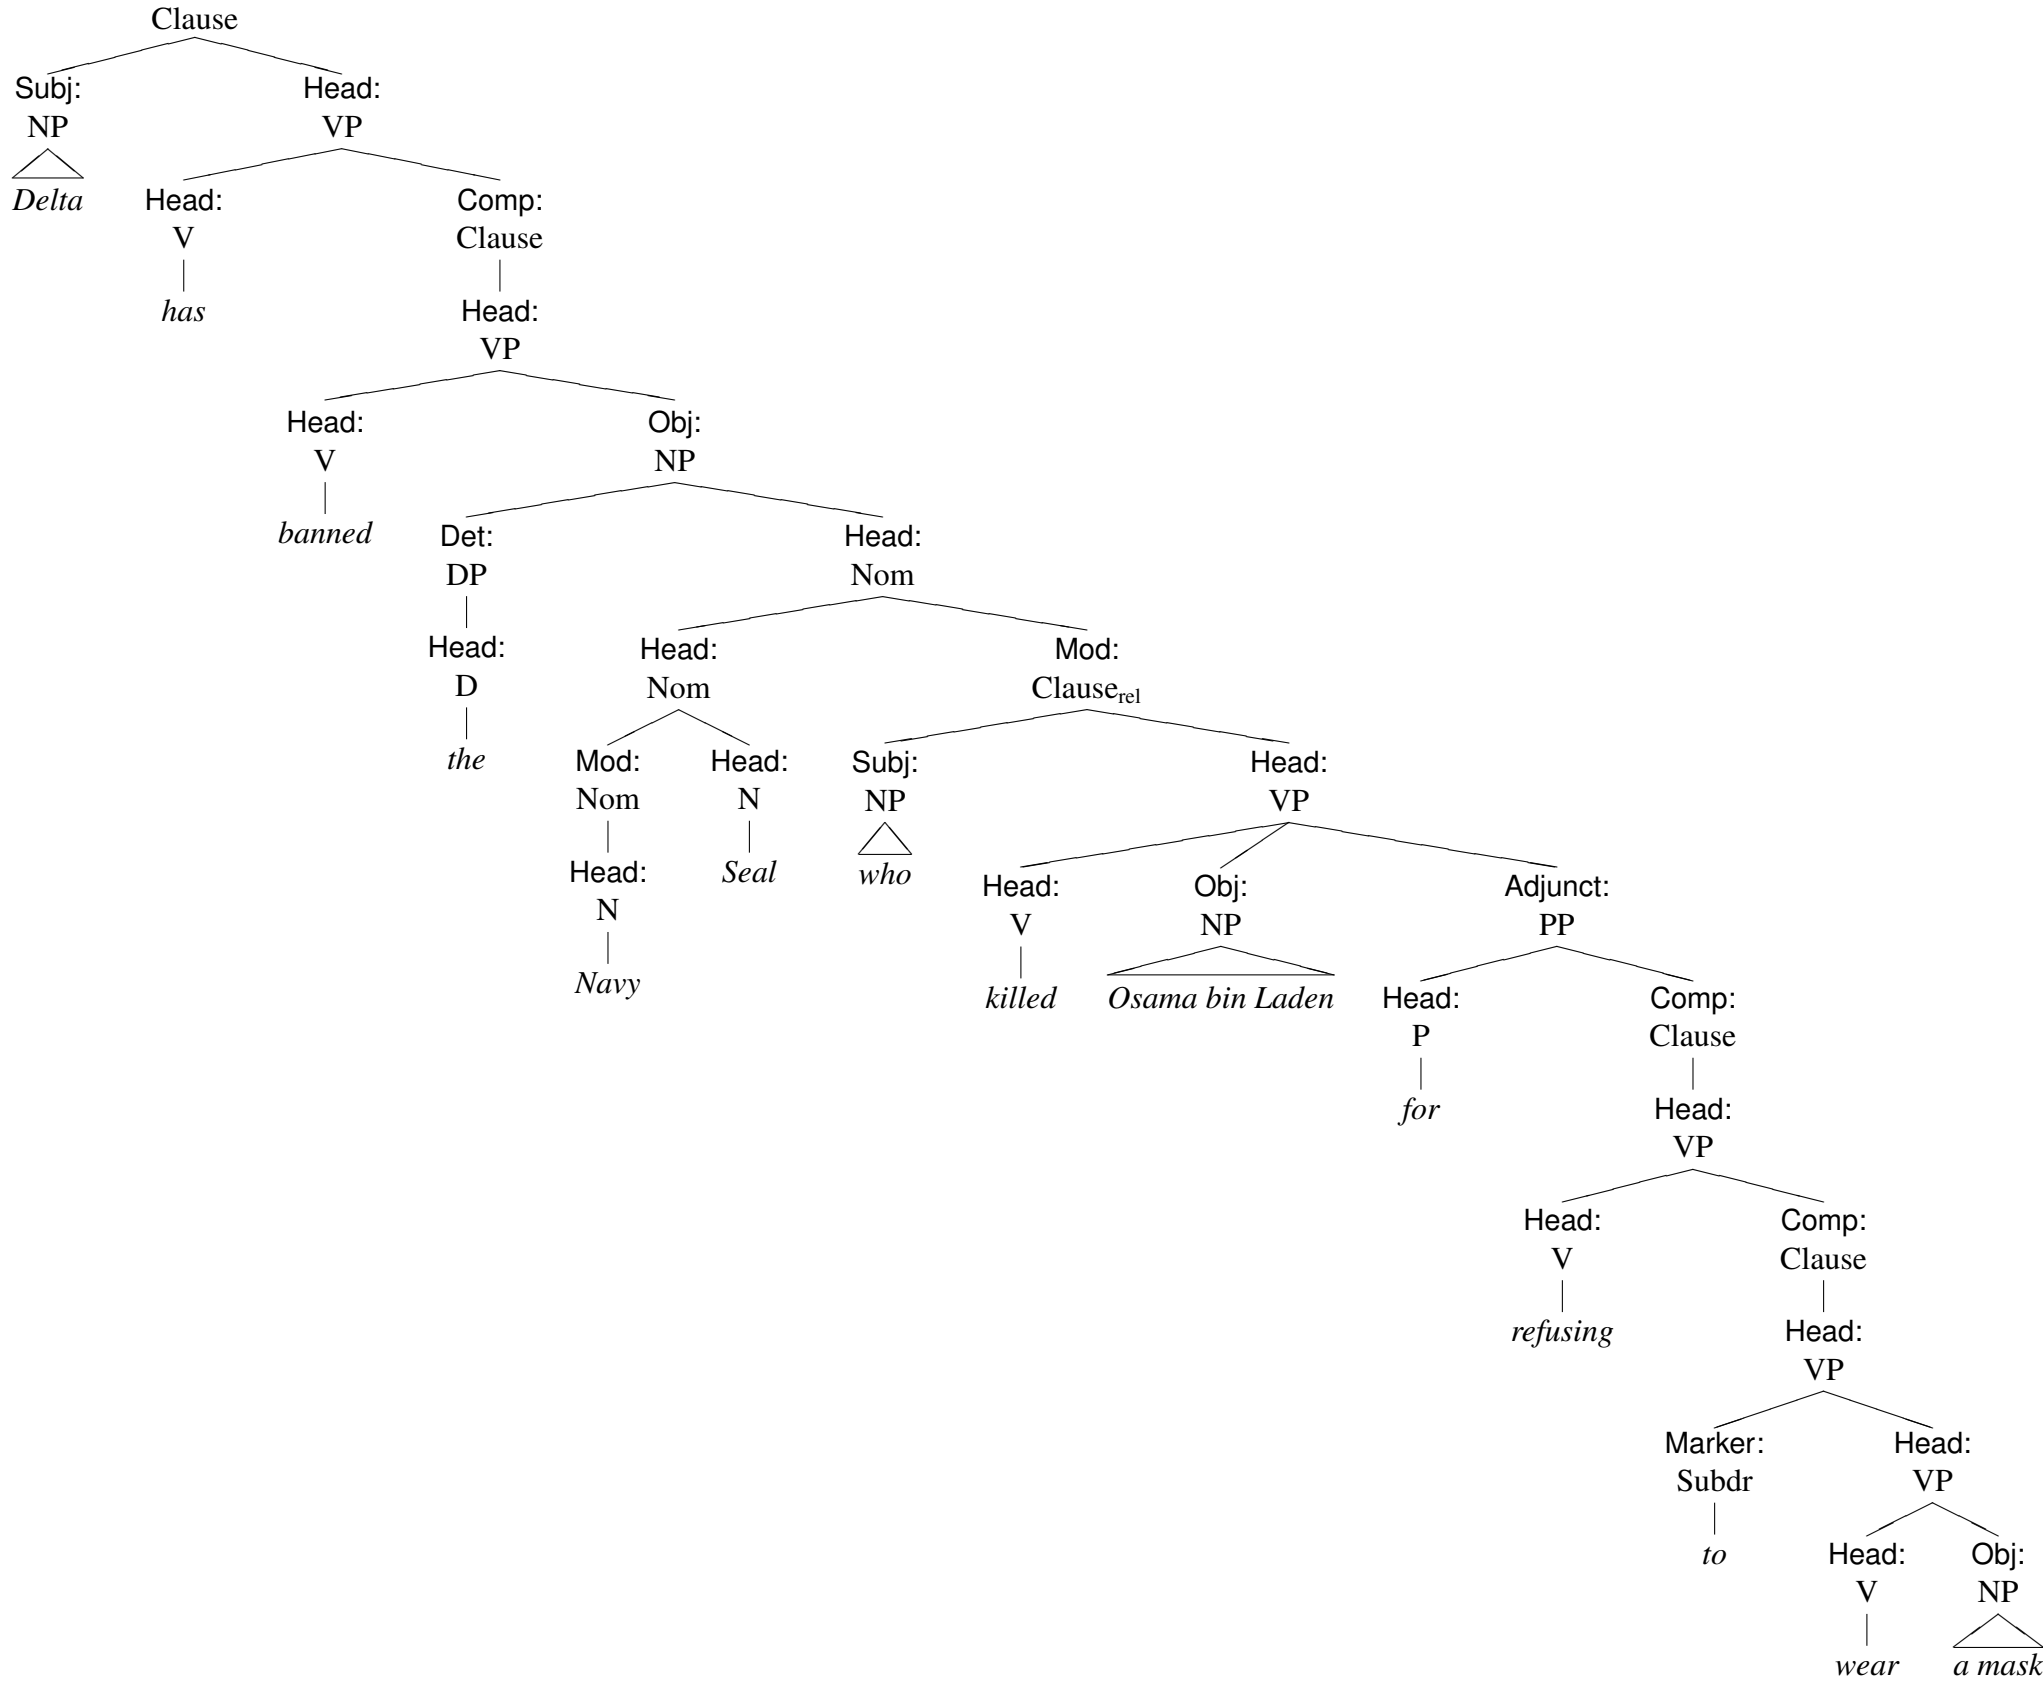 Clause
Subj: Head:
NP VP
Delta Head: Comp:
V Clause
has Head:
VP
Head: Obj:
V NP
banned Det: Head:
DP Nom
Head: Head: Mod:
D Nom Clauserel
the Mod: Head: Subj: Head:
Nom N NP VP
Head: Seal who Head: Obj: Adjunct:
N V NP PP
Navy killed Osama bin Laden Head: Comp:
P Clause
for Head:
VP
Head: Comp:
V Clause
refusing Head:
VP
Marker: Head:
Subdr VP
to Head: Obj:
V NP
wear a mask